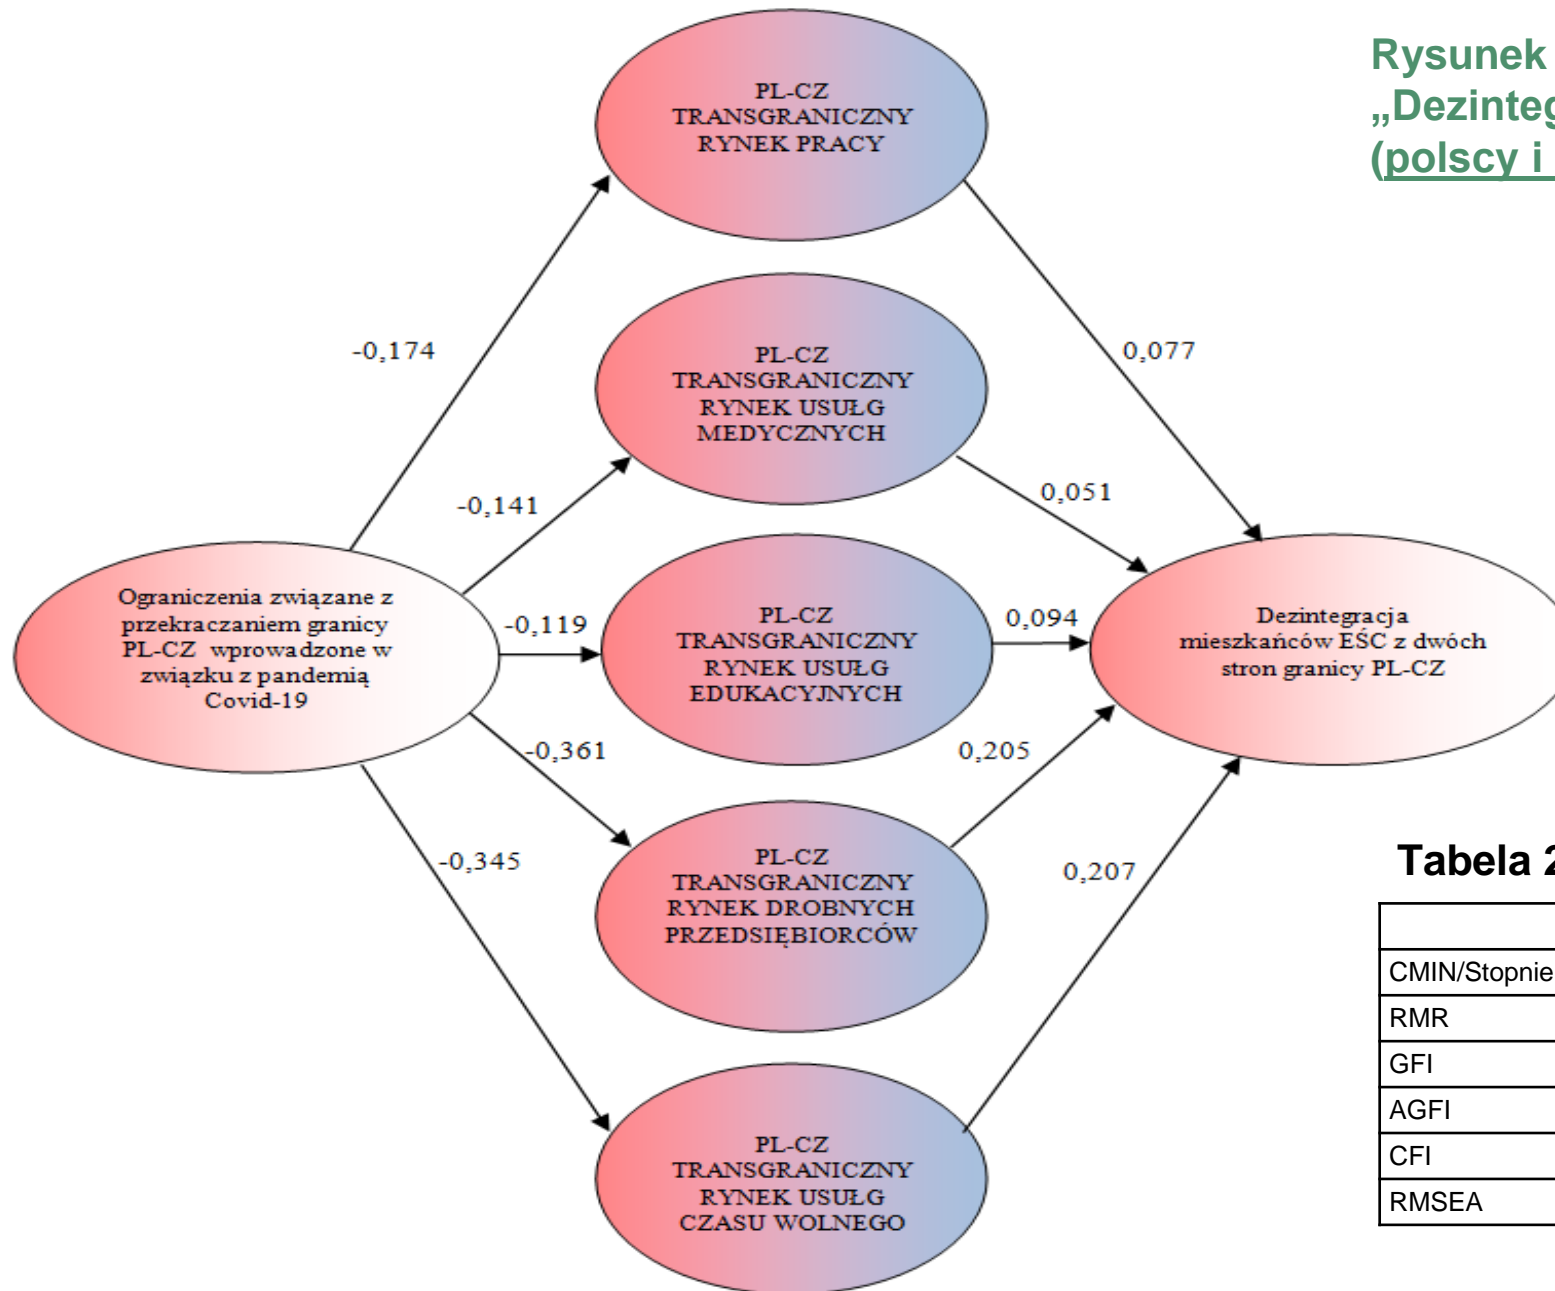 Rysunek
„Dezinteg
(polscy i
PL-CZ
TRANSGRANICZNY
RYNEK PRACY
-0,174
0,077
PL-CZ
TRANSGRANICZNY
RYNEK USUŁG
MEDYCZNYCH
-0,141
0,051
Ograniczenia związane z
przekraczaniem granicy
PL-CZ wprowadzone w
związku z pandemią
Covid-19
-0,119
PL-CZ
TRANSGRANICZNY
RYNEK USUŁG
EDUKACYJNYCH
0,094
Dezintegracja
mieszkańców EŚC z dwóch
stron granicy PL-CZ
-0,361
0,205
PL-CZ
TRANSGRANICZNY
RYNEK DROBNYCH
PRZEDSIĘBIORCÓW
-0,345
0,207
PL-CZ
TRANSGRANICZNY
RYNEK USUŁG
CZASU WOLNEGO
Tabela 2
CMIN/Stopnie
RMR
GFI
AGFI
CFI
RMSEA